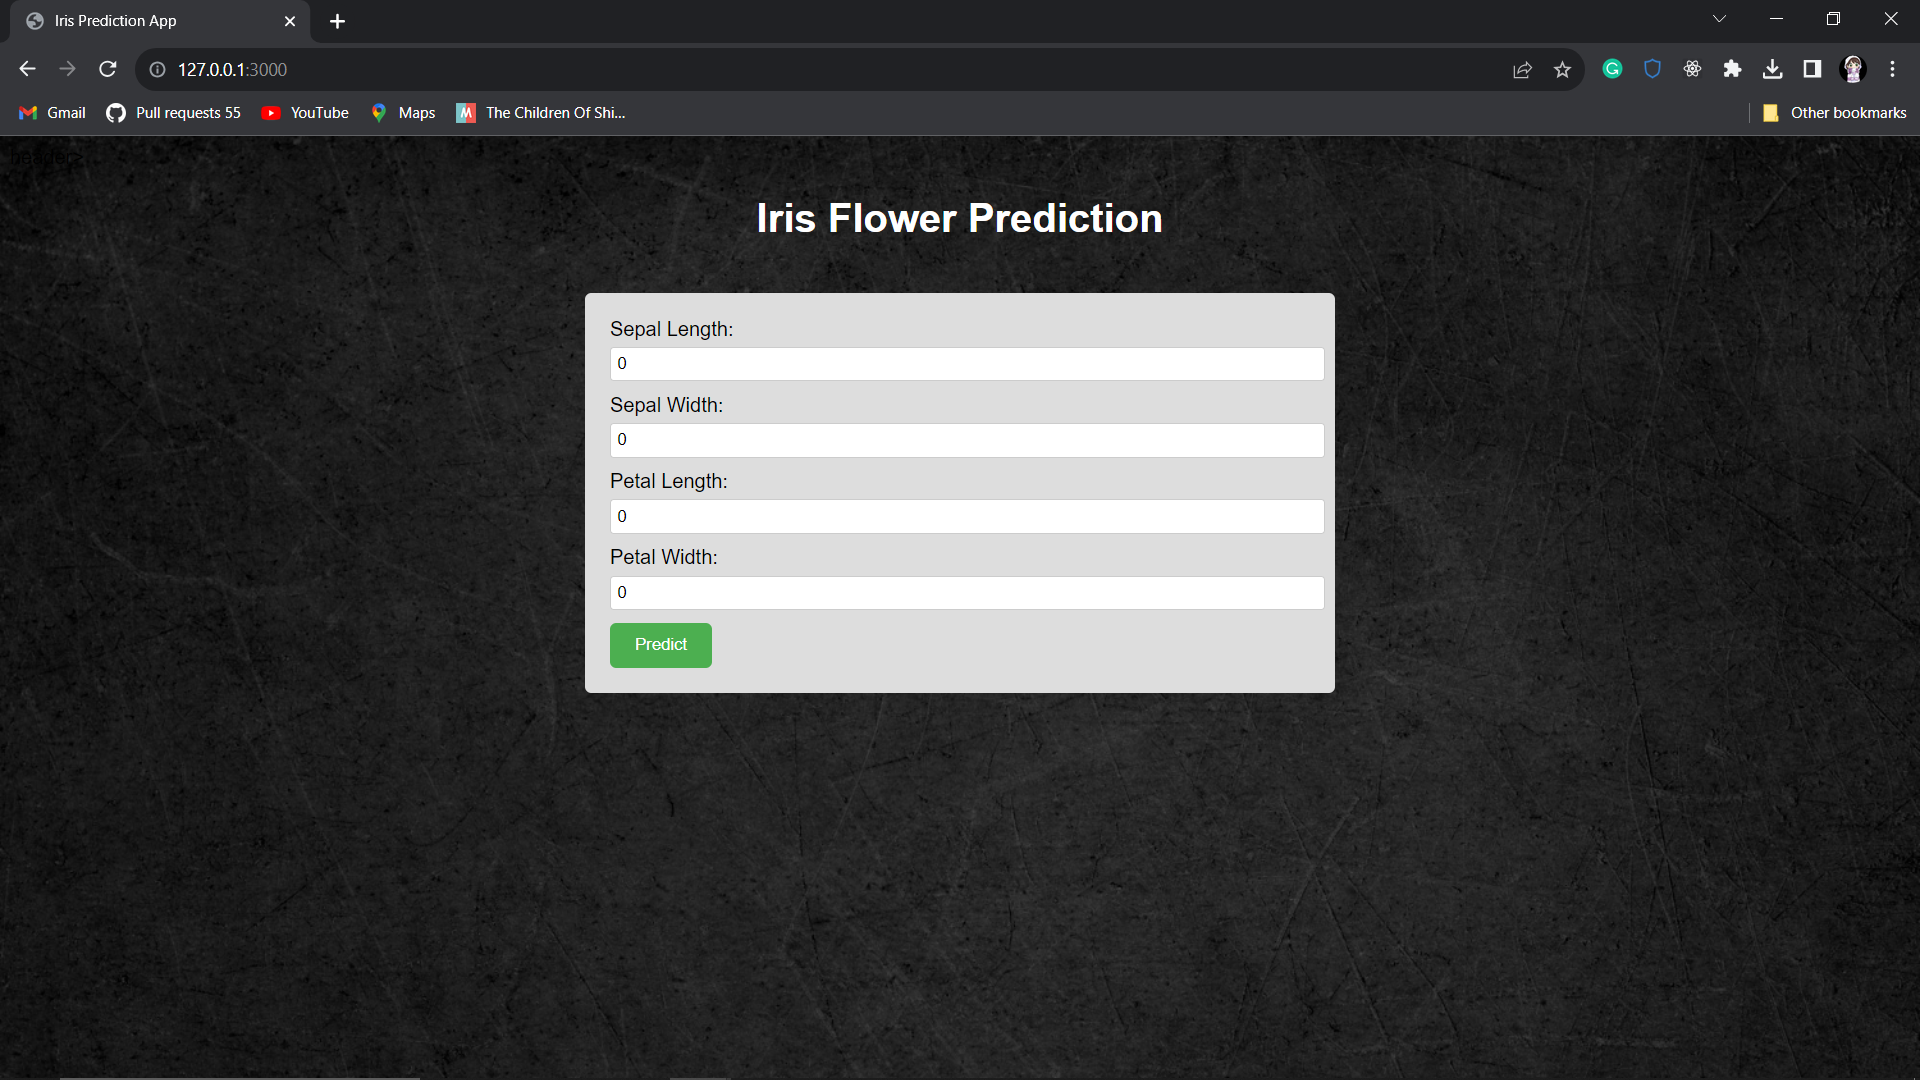 Iris Prediction App
127.0.0.1:3000
Gmail
Pull requests 55
YouTube
Maps
The Children Of Shi...
Other bookmarks
header>
Iris Flower Prediction
Sepal Length:
0
Sepal Width:
0
Petal Length:
0
Petal Width:
0
Predict